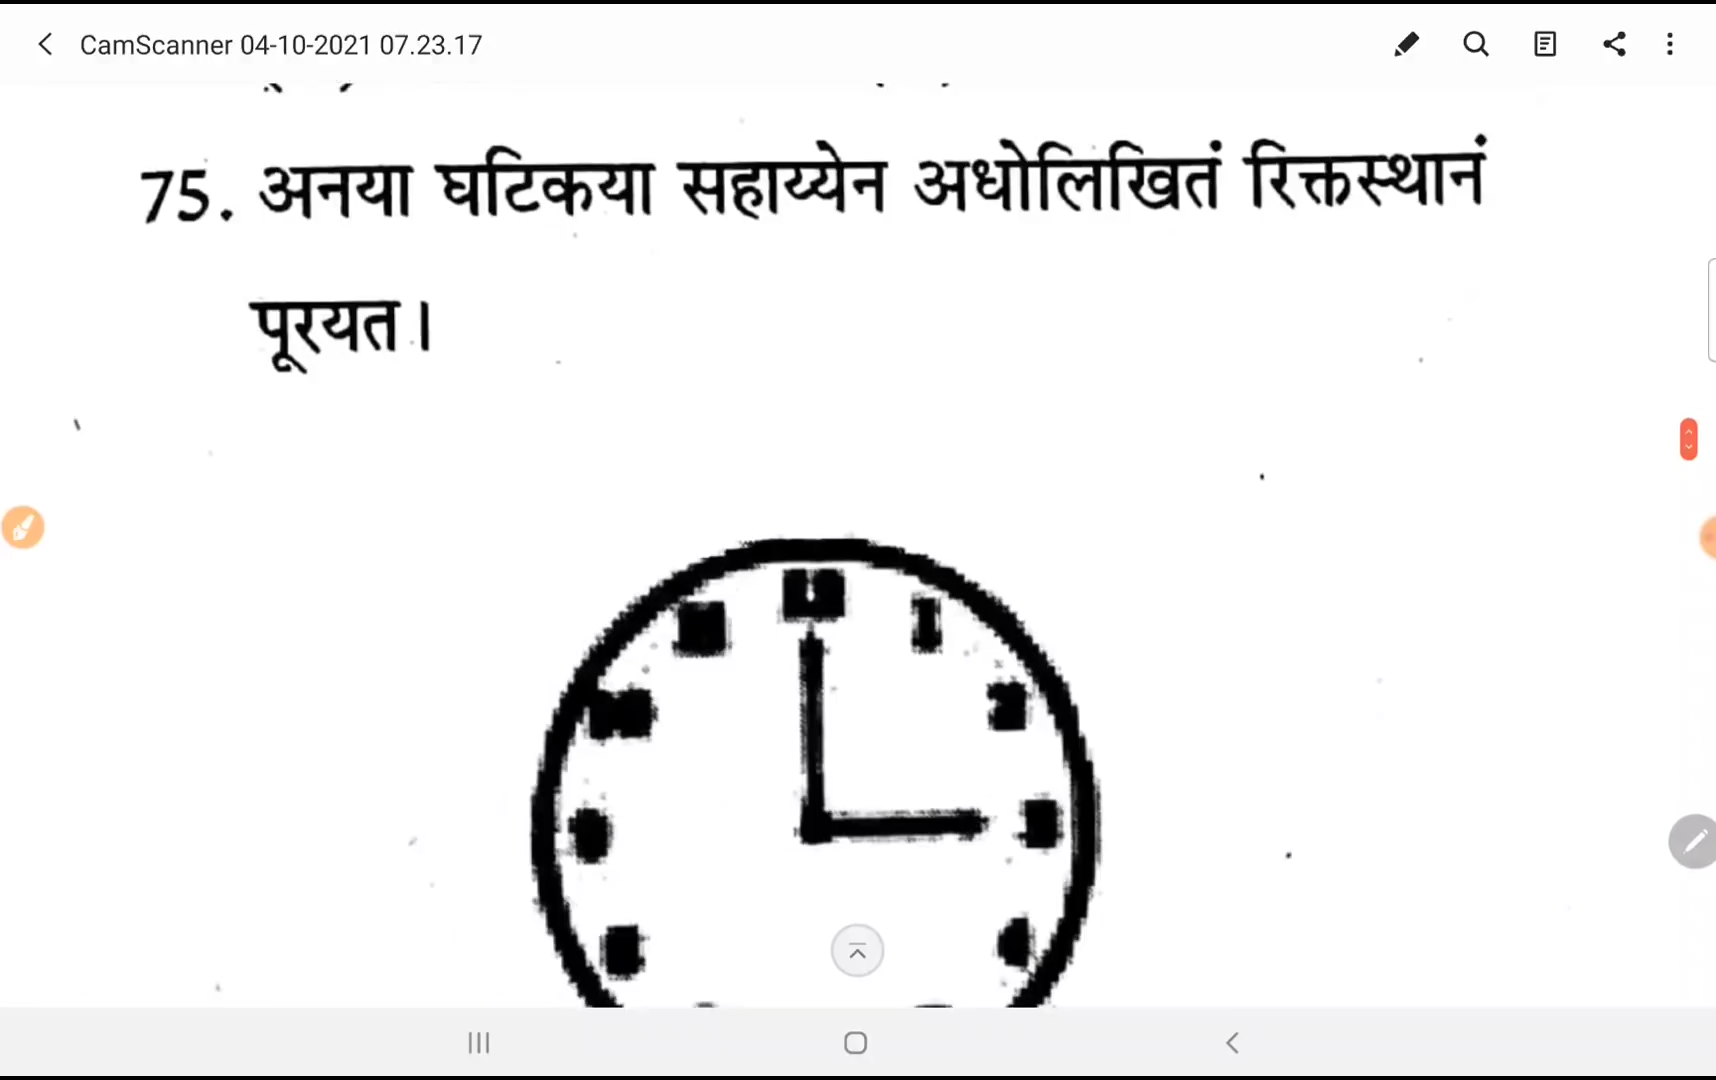 CamScanner 04-10-2021 07.23.17
75. अनया घटिकया सहाय्येन अधोलिखितं रिक्तस्थानं
पूरयत।